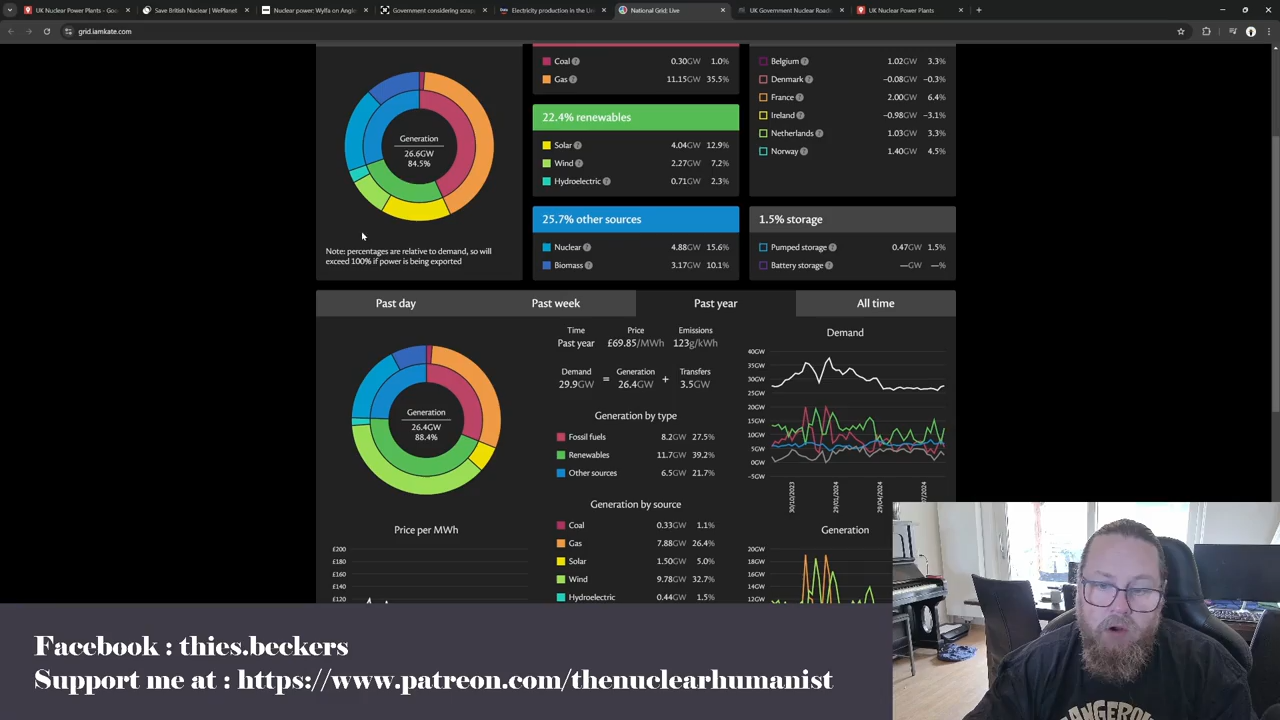 UK Nuclear Power Plants - Goo
Save British Nuclear | WePlanet
Nuclear power: Wylfa on Angle
Government considering scrap
Electricity production in the Un
National Grid: Live
UK Government Nuclear Road
UK Nuclear Power Plants
grid.iamkate.com
Generation
26.6GW
84.5%
Note: percentages are relative to demand, so will
exceed 100% if power is being exported
Coal 0.30GW 1.0%
Gas 11.15GW 35.5%
22.4% renewables
Solar 4.04GW 12.9%
Wind 2.27GW 7.2%
Hydroelectric 0.71GW 2.3%
25.7% other sources
Nuclear 4.88GW 15.6%
Biomass 3.17GW 10.1%
Belgium 1.02GW 3.3%
Denmark −0.08GW −0.3%
France 2.00GW 6.4%
Ireland −0.98GW −3.1%
Netherlands 1.03GW 3.3%
Norway 1.40GW 4.5%
1.5% storage
Pumped storage 0.47GW 1.5%
Battery storage —GW —%
Past day
Past week
Past year
All time
Generation
26.4GW
88.4%
Time Price Emissions
Past year £69.85/MWh 123g/kWh
Demand Generation Transfers
29.9GW = 26.4GW + 3.5GW
Generation by type
Fossil fuels 8.2GW 27.5%
Renewables 11.7GW 39.2%
Other sources 6.5GW 21.7%
Generation by source
Coal 0.33GW 1.1%
Gas 7.88GW 26.4%
Solar 1.50GW 5.0%
Wind 9.78GW 32.7%
Hydroelectric 0.44GW 1.5%
Demand
40GW
35GW
30GW
25GW
20GW
15GW
10GW
5GW
0GW
−5GW
30/10/2023
29/01/2024
29/04/2024
Price per MWh
£200
£180
£160
£140
£120
Generation
20GW
18GW
16GW
14GW
12GW
Facebook : thies.beckers
Support me at : https://www.patreon.com/thenuclearhumanist